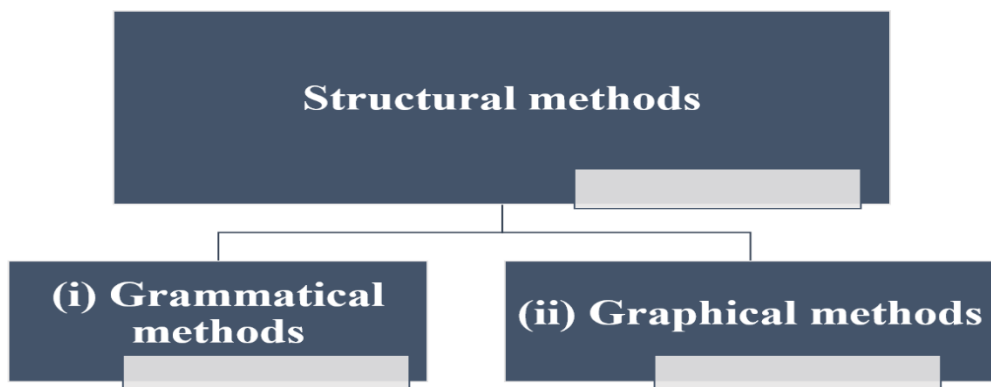 Structural methods
(i) Grammatical
methods
(ii) Graphical methods